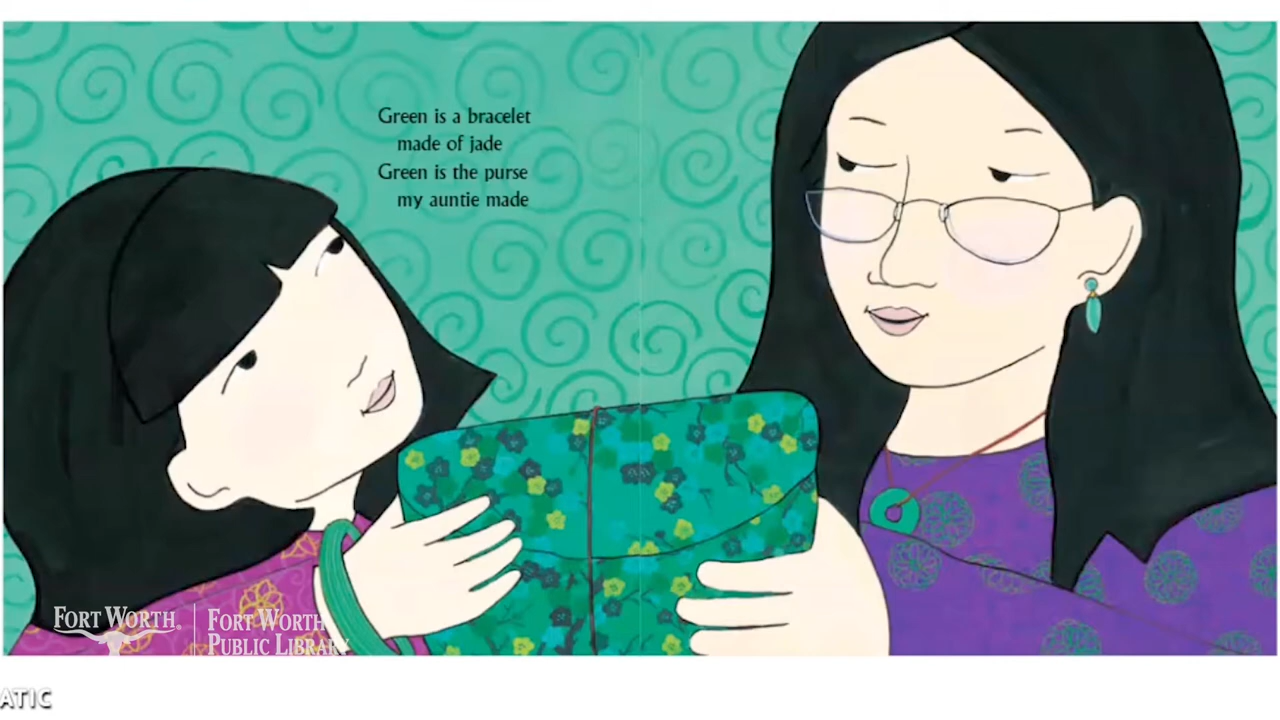 Green is a bracelet
made of jade
Green is the purse
my auntie made
FORT WORTH®
FORT WORTH
PUBLIC LIBRARY
ATIC